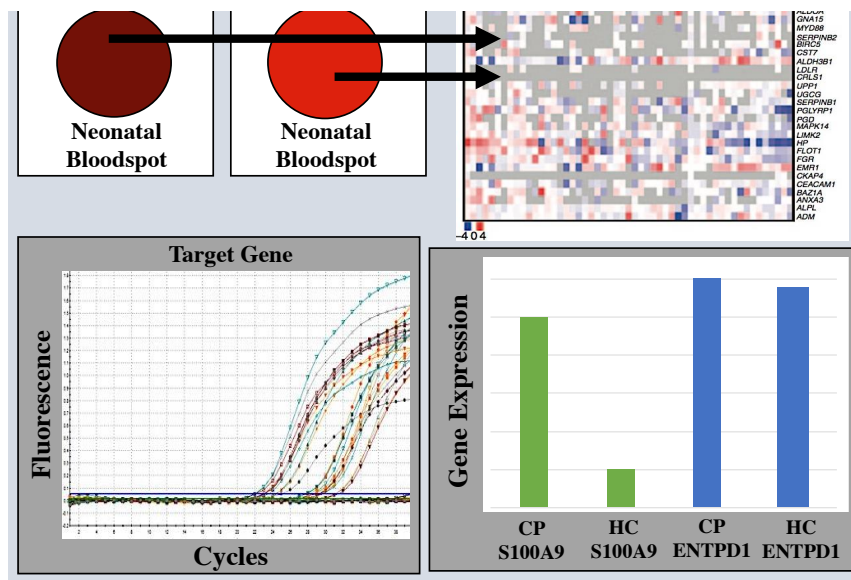 Neonatal
Bloodspot
Neonatal
Bloodspot
GNA15
MYD88
SERPINB2
BIRC5
CST7
ALDH3B1
LDLR
CRLS1
UPP1
UGCG
SERPINB1
PGLYRP1
PGD
MAPK14
LIMK2
HP
FLOT1
FGR
EMR1
CKAP4
CEACAM1
BAZ1A
ANXA3
ALPL
ADM
-4 0 4
Target Gene
Fluorescence
Cycles
Gene Expression
CP
S100A9
HC
S100A9
CP
ENTPD1
HC
ENTPD1